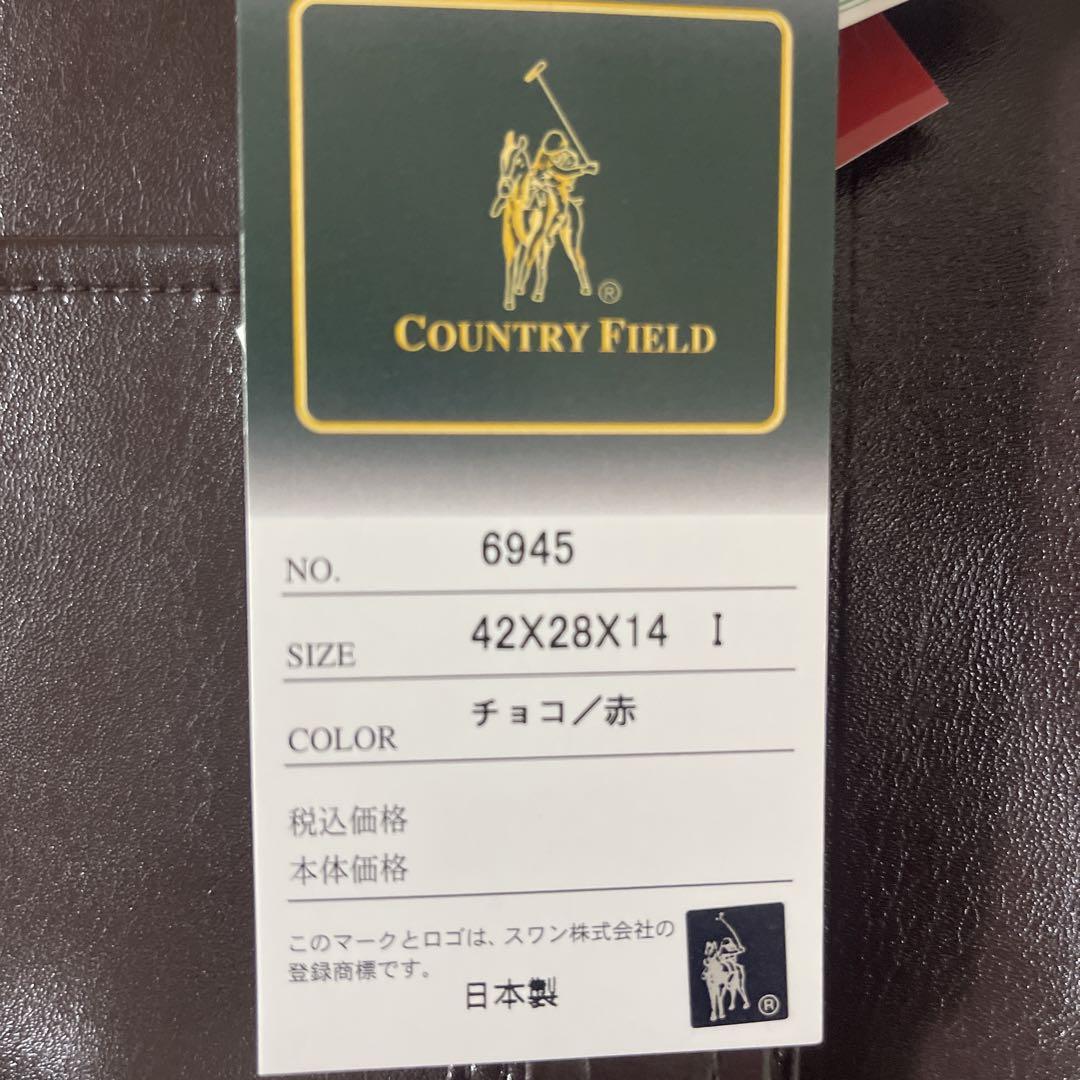 ®
COUNTRY FIELD
NO. 6945
SIZE 42X28X14 I
COLOR チョコ／赤
税込価格
本体価格
このマークとロゴは、スワン株式会社の
登録商標です。
日本製
®